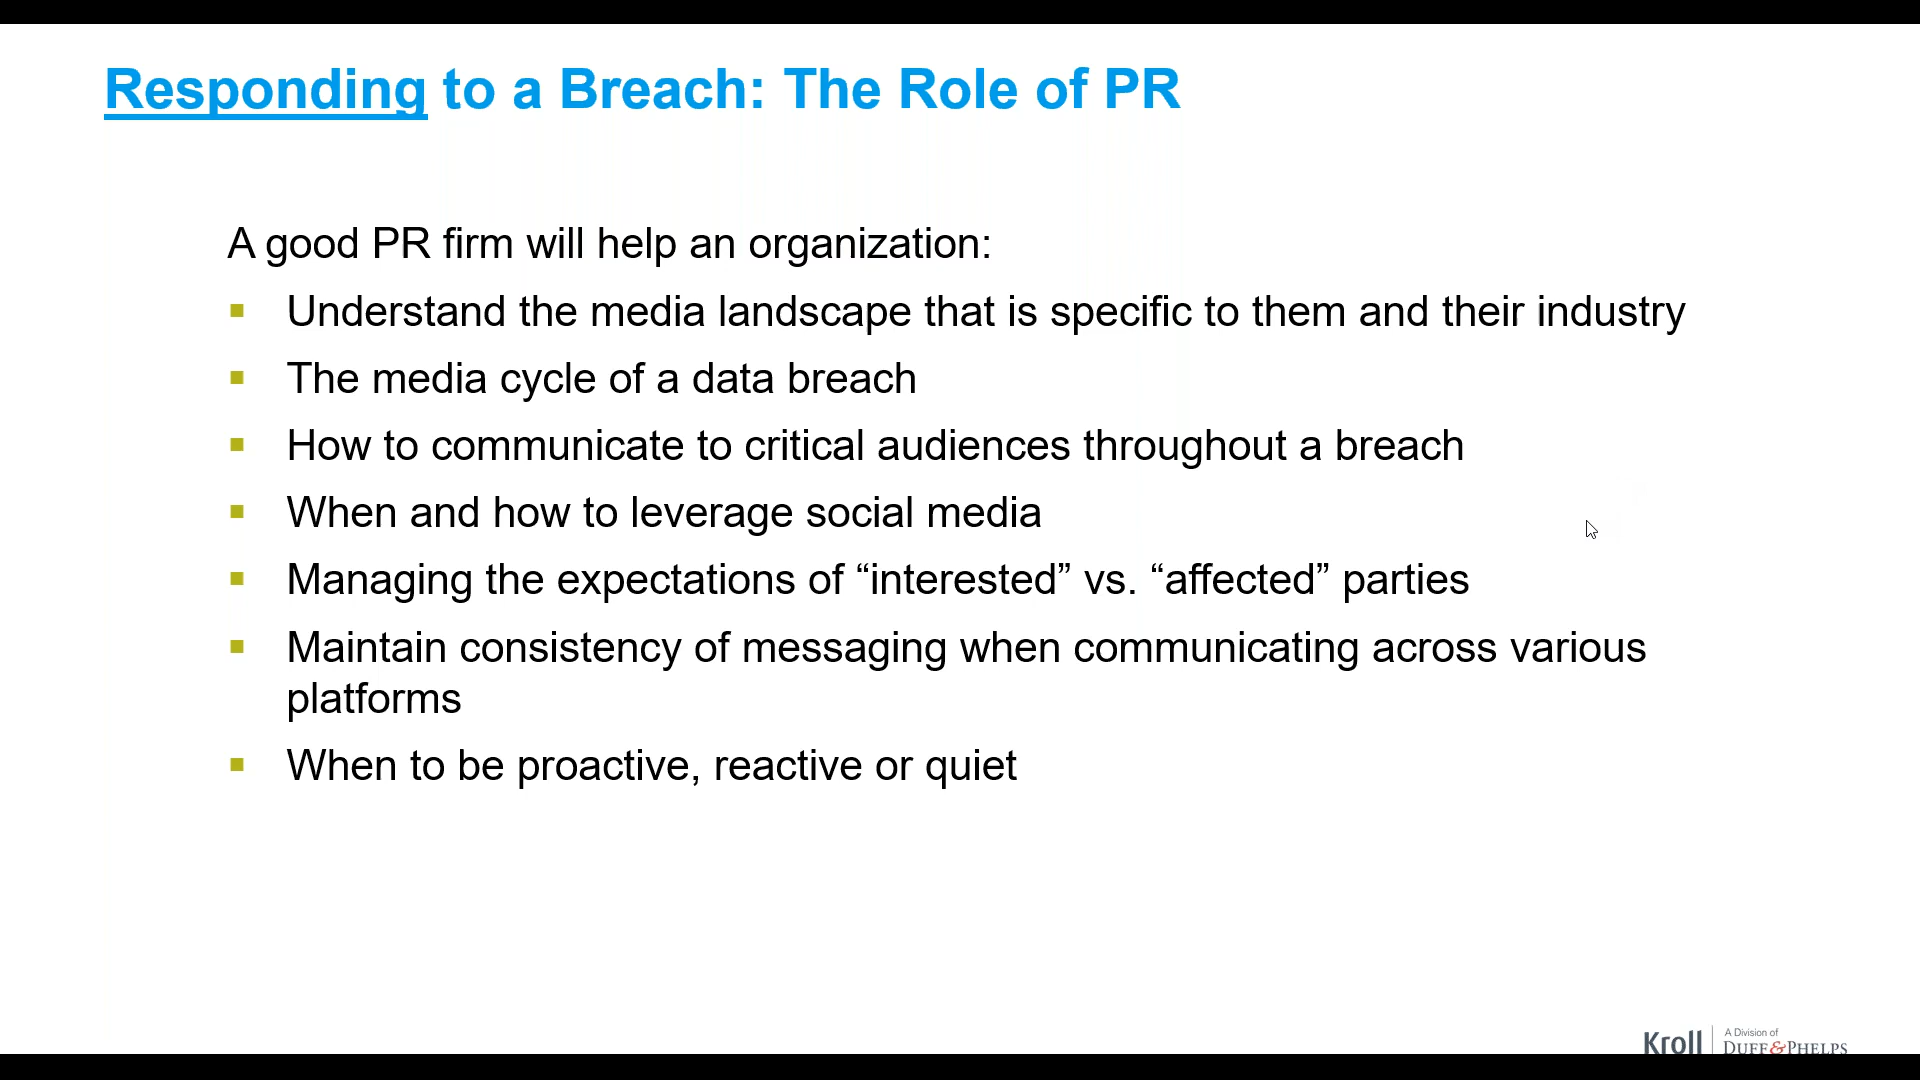 Responding to a Breach: The Role of PR
A good PR firm will help an organization:
▪ Understand the media landscape that is specific to them and their industry
▪ The media cycle of a data breach
▪ How to communicate to critical audiences throughout a breach
▪ When and how to leverage social media
▪ Managing the expectations of “interested” vs. “affected” parties
▪ Maintain consistency of messaging when communicating across various
platforms
▪ When to be proactive, reactive or quiet
Kroll
A Division of
DUFF&PHELPS